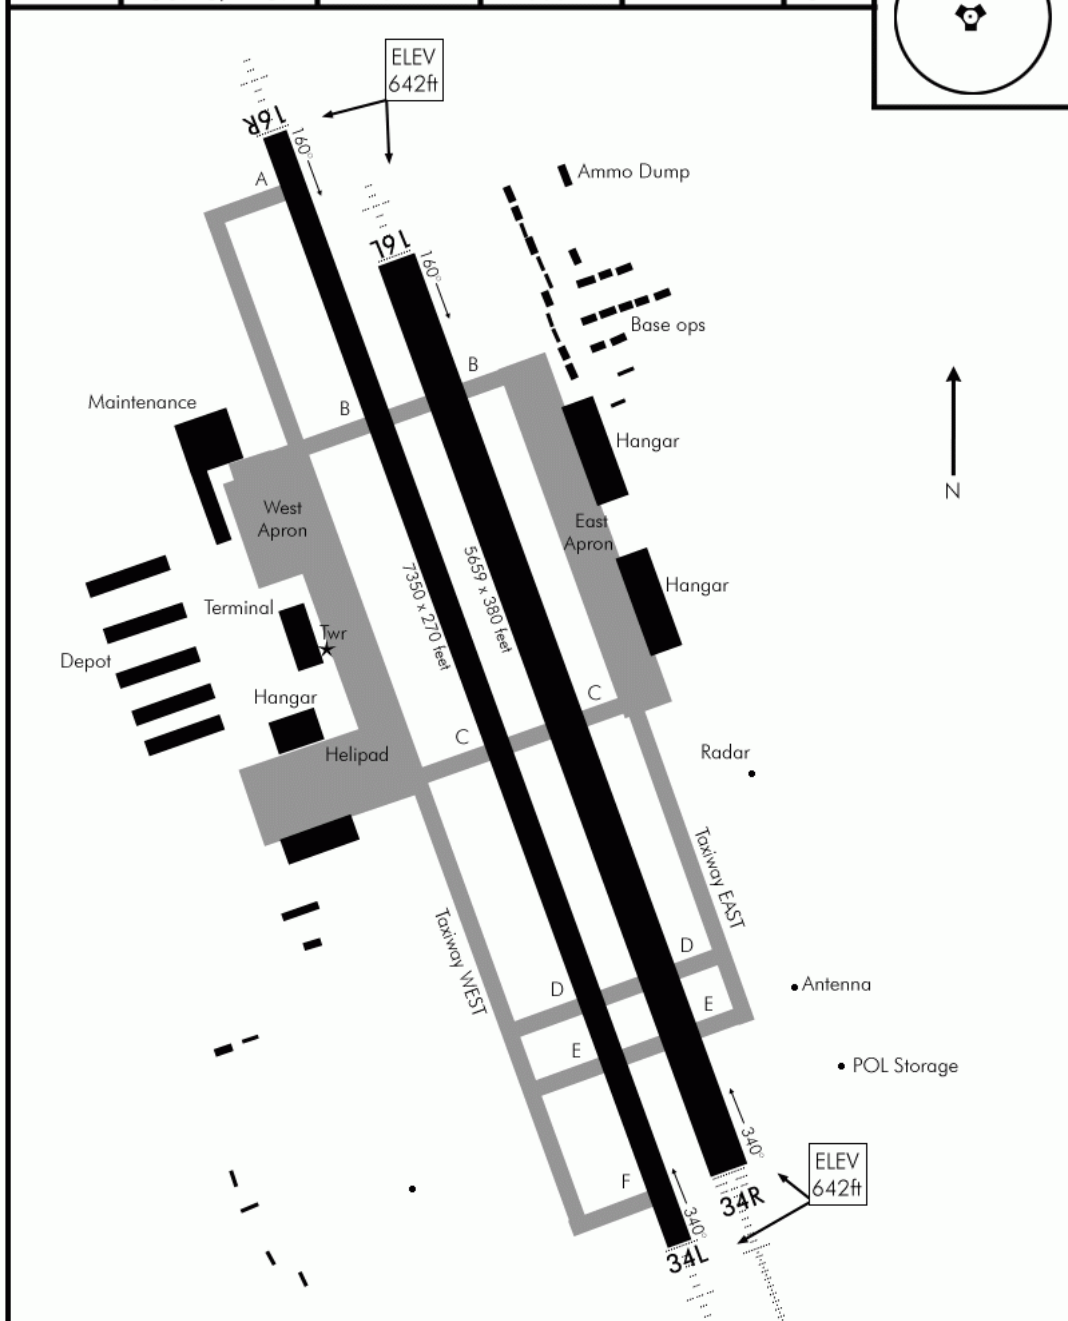 ELEV
642ft
16R
160°
A
Ammo Dump
16L
160°
Base ops
B
B
Maintenance
Hangar
N
West
Apron
East
Apron
7350 x 270 feet
5659 x 380 feet
Hangar
Terminal
Twr
Depot
Hangar
C
C
Helipad
Radar
Taxiway EAST
Taxiway WEST
D
D
Antenna
E
E
POL Storage
340°
ELEV
642ft
F
34R
340°
34L